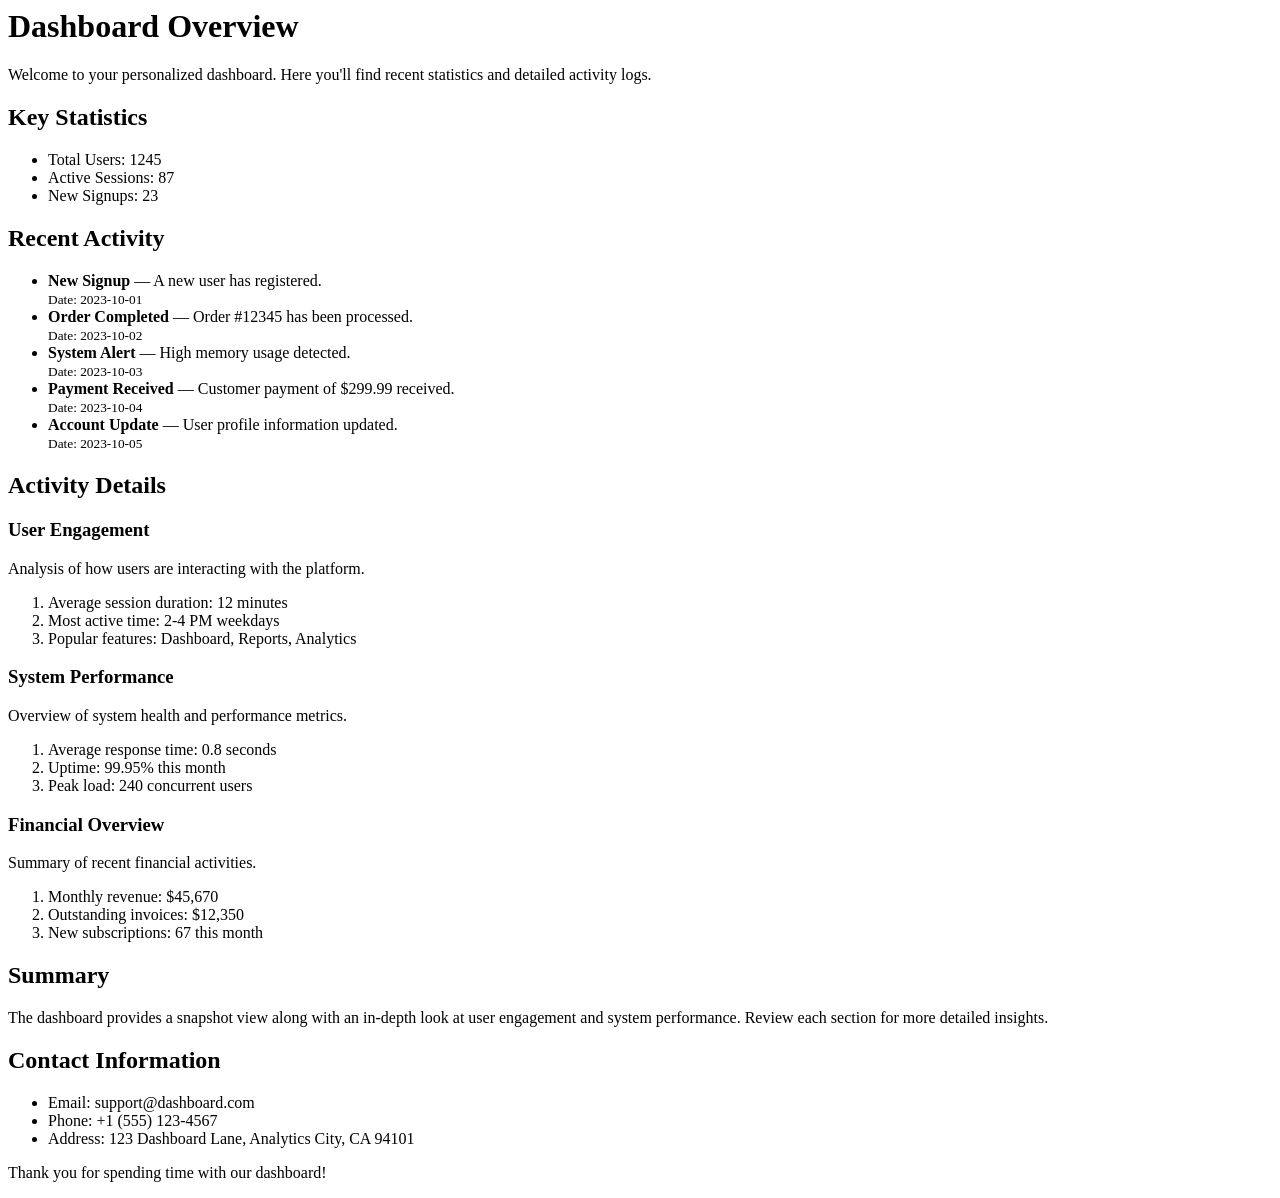 Dashboard Overview
Welcome to your personalized dashboard. Here you'll find recent statistics and detailed activity logs.
Key Statistics
• Total Users: 1245
• Active Sessions: 87
• New Signups: 23
Recent Activity
• New Signup — A new user has registered.
Date: 2023-10-01
• Order Completed — Order #12345 has been processed.
Date: 2023-10-02
• System Alert — High memory usage detected.
Date: 2023-10-03
• Payment Received — Customer payment of $299.99 received.
Date: 2023-10-04
• Account Update — User profile information updated.
Date: 2023-10-05
Activity Details
User Engagement
Analysis of how users are interacting with the platform.
1. Average session duration: 12 minutes
2. Most active time: 2-4 PM weekdays
3. Popular features: Dashboard, Reports, Analytics
System Performance
Overview of system health and performance metrics.
1. Average response time: 0.8 seconds
2. Uptime: 99.95% this month
3. Peak load: 240 concurrent users
Financial Overview
Summary of recent financial activities.
1. Monthly revenue: $45,670
2. Outstanding invoices: $12,350
3. New subscriptions: 67 this month
Summary
The dashboard provides a snapshot view along with an in-depth look at user engagement and system performance. Review each section for more detailed insights.
Contact Information
• Email: support@dashboard.com
• Phone: +1 (555) 123-4567
• Address: 123 Dashboard Lane, Analytics City, CA 94101
Thank you for spending time with our dashboard!